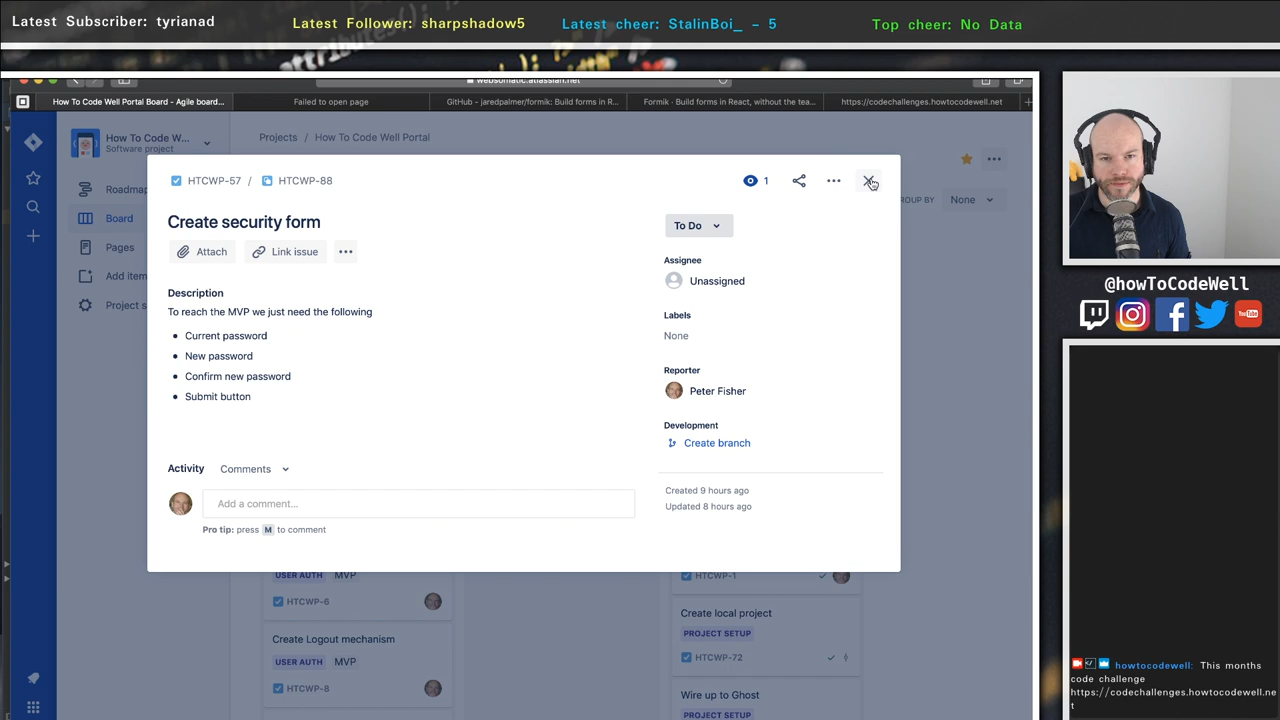 Latest Subscriber: tyrianad
Latest Follower: sharpshadow5
Latest cheer: StalinBoi_ - 5
Top cheer: No Data
attributes()
websomatic.atlassian.net
How To Code Well Portal Board - Agile board...
Failed to open page
GitHub - jaredpalmer/formik: Build forms in R...
Formik · Build forms in React, without the tea...
https://codechallenges.howtocodewell.net
How To Code W...
Software project
Projects / How To Code Well Portal
Roadmap
Board
Pages
Add item
Project s
ROUP BY
None
HTCWP-57 / HTCWP-88
1
Create security form
Attach
Link issue
Description
To reach the MVP we just need the following
Current password
New password
Confirm new password
Submit button
Activity
Comments
Add a comment...
Pro tip: press M to comment
To Do
Assignee
Unassigned
Labels
None
Reporter
Peter Fisher
Development
Create branch
Created 9 hours ago
Updated 8 hours ago
USER AUTH MVP
HTCWP-6
Create Logout mechanism
USER AUTH MVP
HTCWP-8
HTCWP-1
Create local project
PROJECT SETUP
HTCWP-72
Wire up to Ghost
PROJECT SETUP
@howToCodeWell
You Tube
howtocodewell: This months
code challenge
https://codechallenges.howtocodewell.ne
t